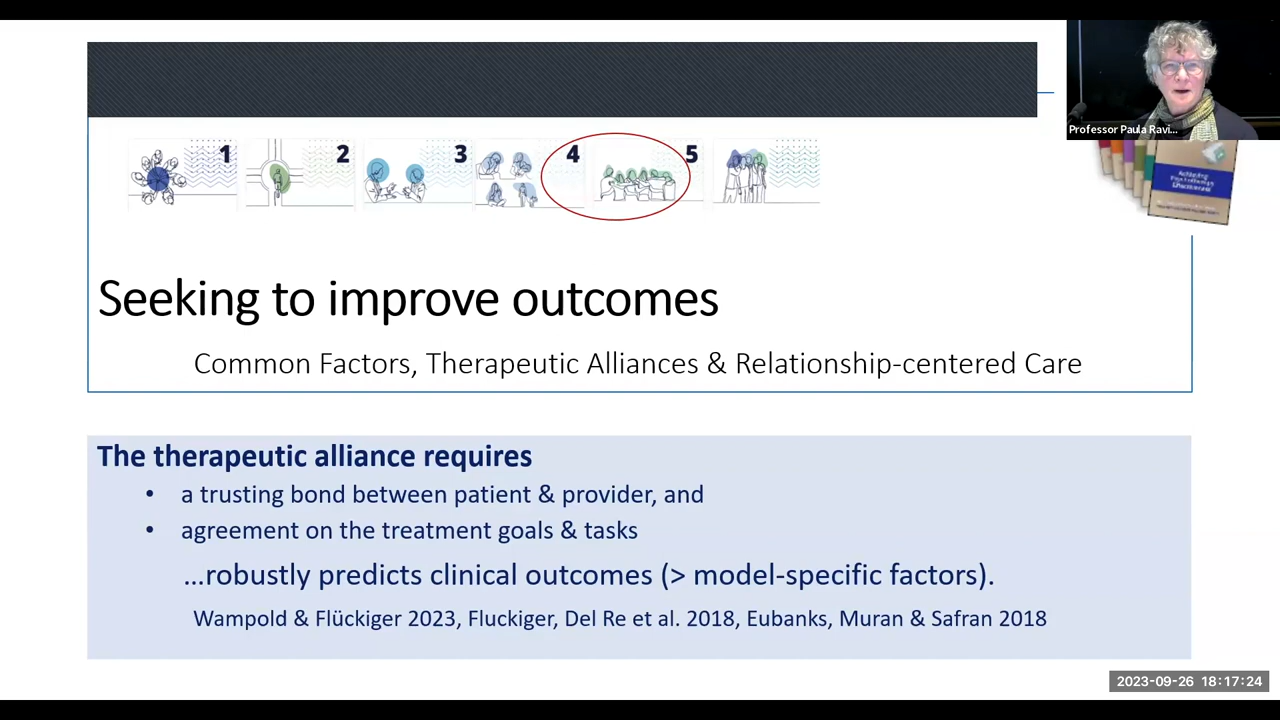 Professor Paula Ravi...
1 2 3 4 5
Achieving
Psychotherapy
Effectiveness
Seeking to improve outcomes
Common Factors, Therapeutic Alliances & Relationship-centered Care
The therapeutic alliance requires
• a trusting bond between patient & provider, and
• agreement on the treatment goals & tasks
...robustly predicts clinical outcomes (> model-specific factors).
Wampold & Flückiger 2023, Fluckiger, Del Re et al. 2018, Eubanks, Muran & Safran 2018
2023-09-26 18:17:24